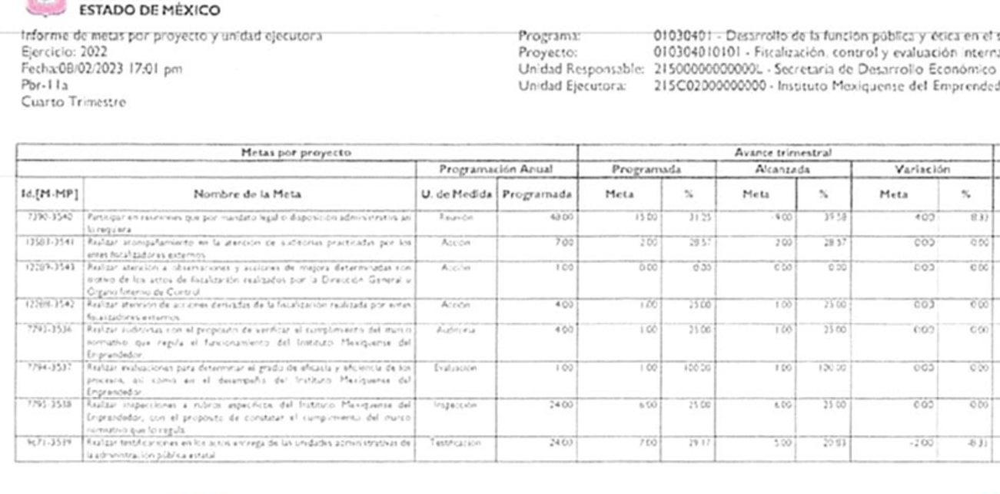 ESTADO DE MÉXICO
Informe de metas por proyecto y unidad ejecutora
Ejercicio: 2022
Fecha:08/02/2023 17:01 pm
Pbr-11a
Cuarto Trimestre
Programa: 01030401 - Desarrollo de la función pública y ética en el
Proyecto: 010304010101 - Fiscalización, control y evaluación intern
Unidad Responsable: 21500000000000L - Secretaría de Desarrollo Económico
Unidad Ejecutora: 215C02000000000 - Instituto Mexiquense del Emprended
Metas por proyecto Avance trimestral
Programación Anual Programada Alcanzada Variación
Id.[M-MP] Nombre de la Meta U. de Medida Programada Meta % Meta % Meta %
7390-3540 Participar en reuniones que por mandato legal o disposición administrativa así Reunión 48.00 15.00 31.25 4.00 8.33
lo requiera
Realizar acompañamiento en la atención de auditorías practicadas por los Acción 7.00 2.00 28.57 2.00 28.57 0.00 0.00
entes fiscalizadores externos
Realizar atención a observaciones y acciones de mejora determinadas con Acción 1.00 0.00 0.00 0.00 0.00 0.00 0.00
motivo de los actos de fiscalización realizados por la Dirección General u
Órgano Interno de Control
Realizar atención de acciones derivadas de la fiscalización realizada por entes Acción 4.00 1.00 25.00 1.00 25.00 0.00
fiscalizadores externos
7793-3536 Realizar auditorías con el propósito de verificar el cumplimiento del marco Auditoría 4.00 1.00 25.00 1.00 25.00 0.00 0.00
normativo que regula el funcionamiento del Instituto Mexiquense del
Emprendedor.
7794-3537 Realizar evaluaciones para determinar el grado de eficacia y eficiencia de los Evaluación 1.00 1.00 100.00 1.00 100.00 0.00 0.00
procesos, así como en el desempeño del Instituto Mexiquense del
Emprendedor.
7795-3538 Realizar inspecciones a rubros específicos del Instituto Mexiquense del Inspección 24.00 6.00 25.00 6.00 25.00 0.00 0.00
Emprendedor, con el propósito de constatar el cumplimiento del marco
normativo que lo regula
Realizar testificaciones en los actos entrega de las unidades administrativas de Testificación 24.00 7.00 29.17 5.00 20.83 -2.00 -8.33
la administración pública estatal